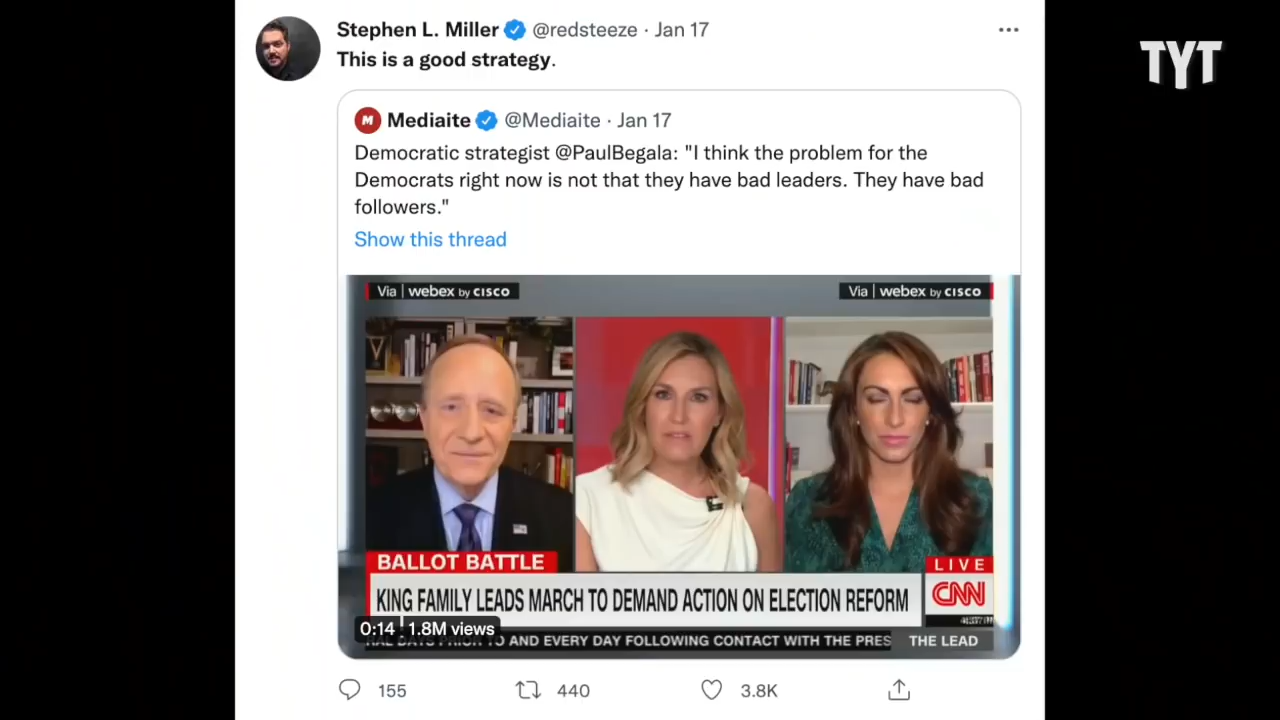 Stephen L. Miller @redsteeze · Jan 17
This is a good strategy.
TYT
M Mediaite @Mediaite · Jan 17
Democratic strategist @PaulBegala: "I think the problem for the
Democrats right now is not that they have bad leaders. They have bad
followers."
Show this thread
Via | webex by CISCO
Via | webex by CISCO
BALLOT BATTLE
LIVE
KING FAMILY LEADS MARCH TO DEMAND ACTION ON ELECTION REFORM
CNN
0:14 1.8M views
AND EVERY DAY FOLLOWING CONTACT WITH THE PRES
THE LEAD
155
440
3.8K